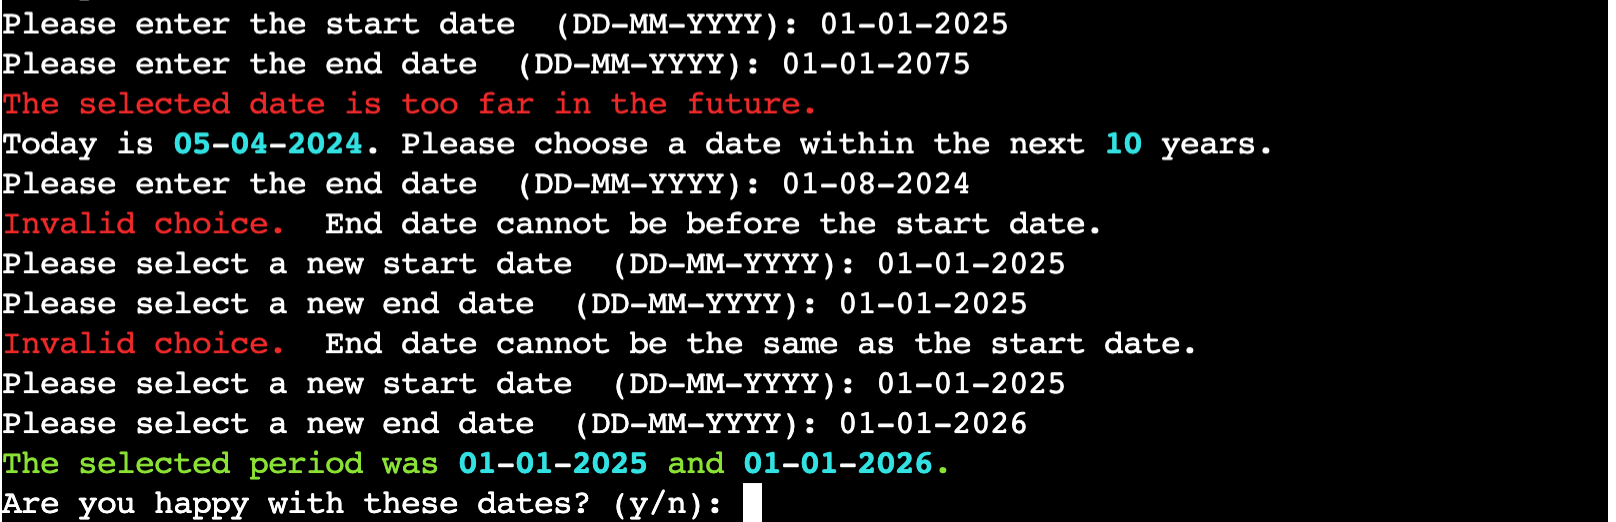 Please enter the start date  (DD-MM-YYYY): 01-01-2025
Please enter the end date  (DD-MM-YYYY): 01-01-2075
The selected date is too far in the future.
Today is 05-04-2024. Please choose a date within the next 10 years.
Please enter the end date  (DD-MM-YYYY): 01-08-2024
Invalid choice.  End date cannot be before the start date.
Please select a new start date  (DD-MM-YYYY): 01-01-2025
Please select a new end date  (DD-MM-YYYY): 01-01-2025
Invalid choice.  End date cannot be the same as the start date.
Please select a new start date  (DD-MM-YYYY): 01-01-2025
Please select a new end date  (DD-MM-YYYY): 01-01-2026
The selected period was 01-01-2025 and 01-01-2026.
Are you happy with these dates? (y/n):